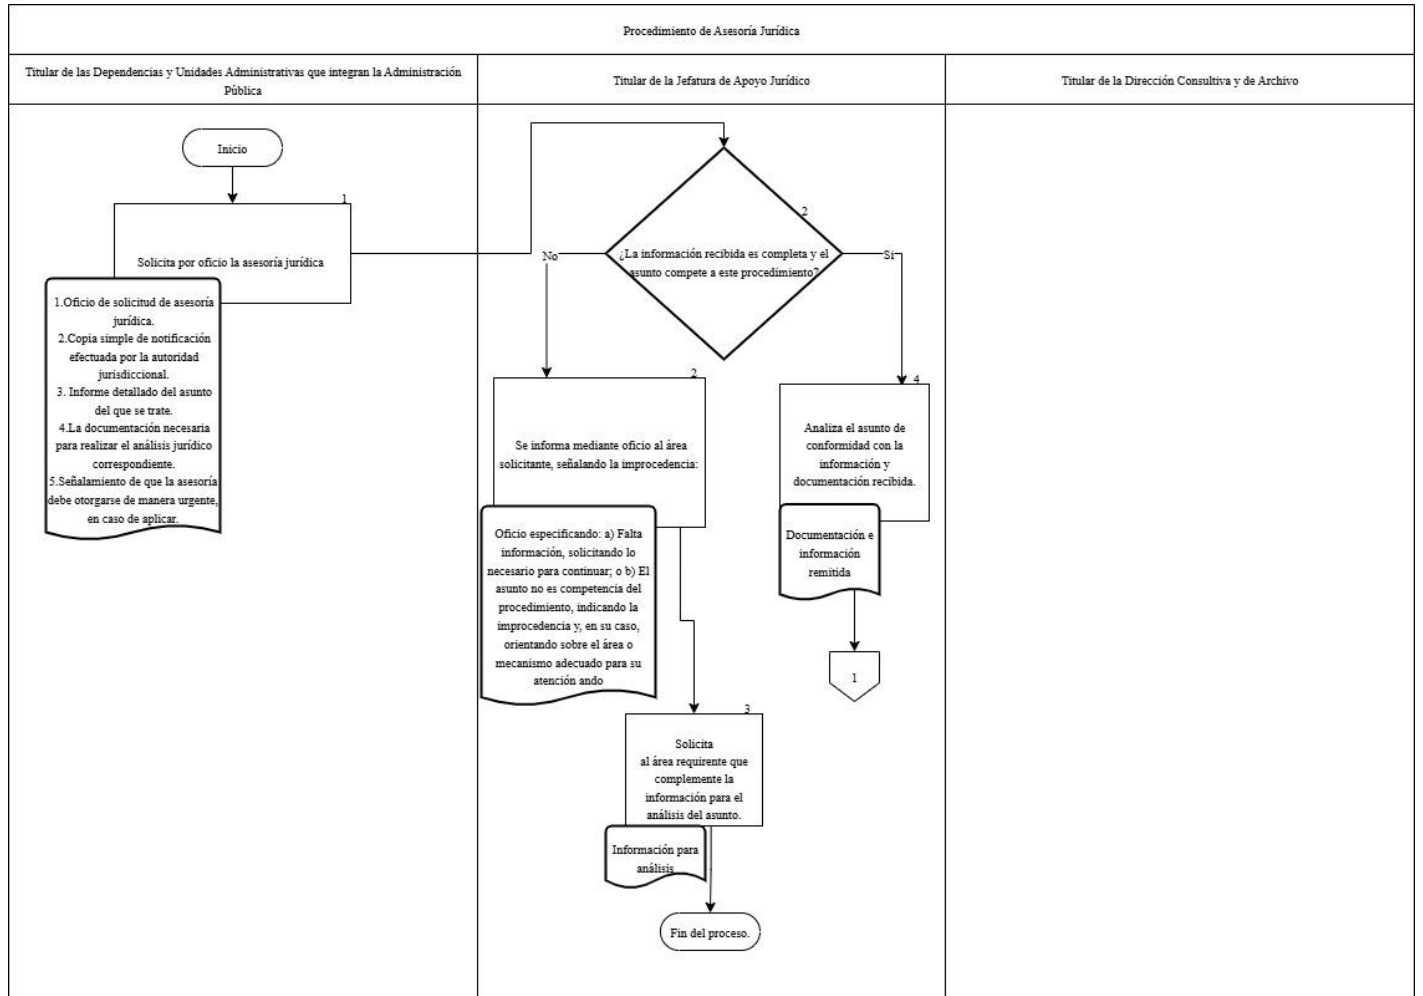 Procedimiento de Asesoría Jurídica
Titular de las Dependencias y Unidades Administrativas que integran la Administración
Pública
Titular de la Jefatura de Apoyo Jurídico
Titular de la Dirección Consultiva y de Archivo
Inicio
1
Solicita por oficio la asesoría jurídica
1.Oficio de solicitud de asesoría
jurídica.
2.Copia simple de notificación
efectuada por la autoridad
jurisdiccional.
3. Informe detallado del asunto
del que se trate.
4.La documentación necesaria
para realizar el análisis jurídico
correspondiente.
5.Señalamiento de que la asesoría
debe otorgarse de manera urgente,
en caso de aplicar.
2
¿La información recibida es completa y el
asunto compete a este procedimiento?
No
Si
2
Se informa mediante oficio al área
solicitante, señalando la improcedencia:
Oficio especificando: a) Falta
información, solicitando lo
necesario para continuar; o b) El
asunto no es competencia del
procedimiento, indicando la
improcedencia y, en su caso,
orientando sobre el área o
mecanismo adecuado para su
atención ando
3
Solicita
al área requirente que
complemente la
información para el
análisis del asunto.
Información para
análisis
Fin del proceso.
4
Analiza el asunto de
conformidad con la
información y
documentación recibida.
Documentación e
información
remitida
1